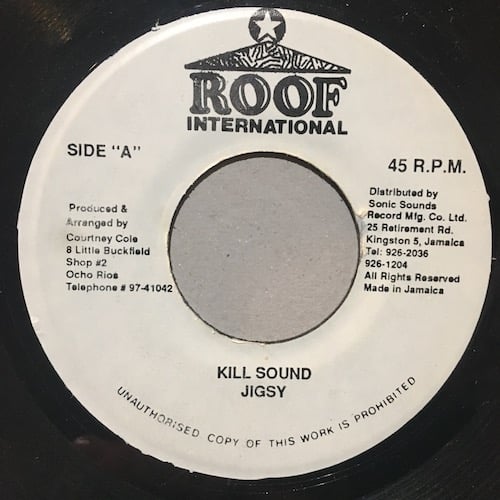 ROOF
INTERNATIONAL
SIDE "A"
45 R.P.M.
Produced &
Arranged by
Courtney Cole
8 Little Buckfield
Shop #2
Ocho Rios
Telephone # 97-41042
Distributed by
Sonic Sounds
Record Mfg. Co. Ltd.
25 Retirement Rd.
Kingston 5, Jamaica
Tel: 926-2036
926-1204
All Rights Reserved
Made in Jamaica
KILL SOUND
JIGSY
UNAUTHORISED COPY OF THIS WORK IS PROHIBITED